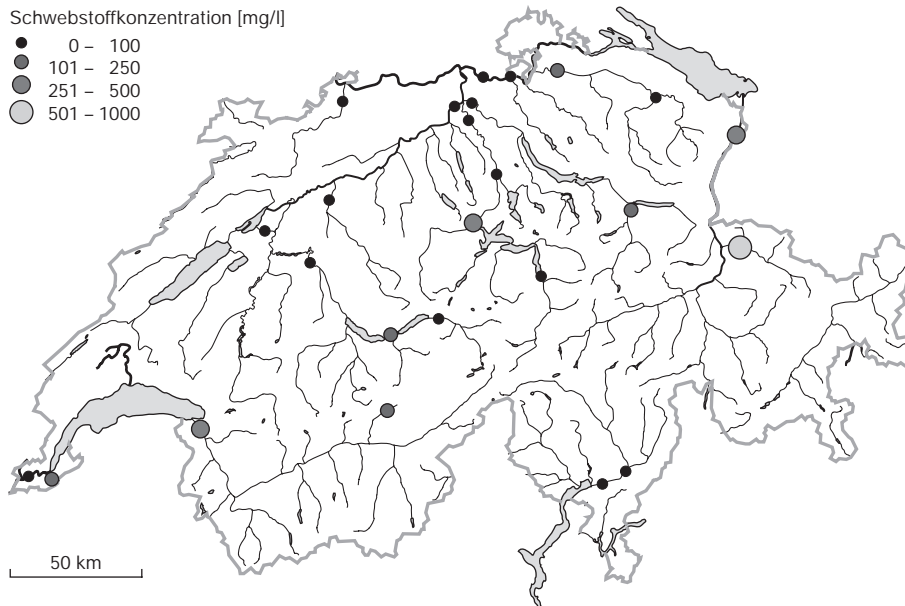 Schwebstoffkonzentration [mg/l]
0 – 100
101 – 250
251 – 500
501 – 1000
50 km